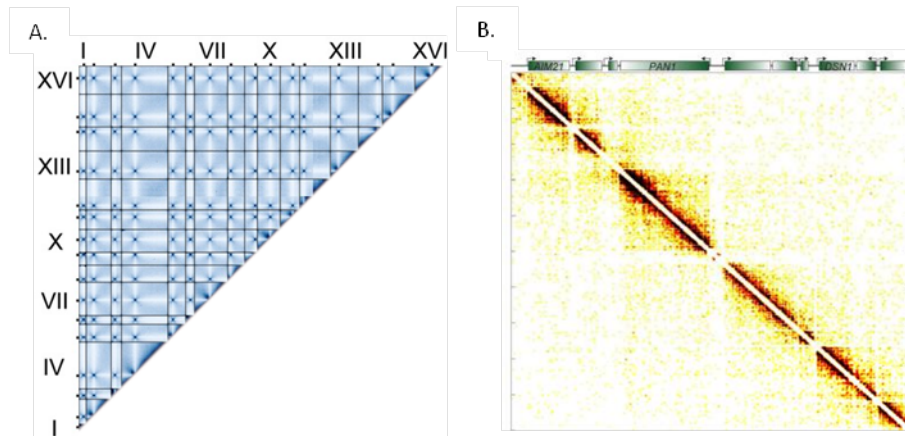 A.
I IV VII X XIII XVI
XVI
XIII
X
VII
IV
I
B.
AIM21 PAN1 DSN1